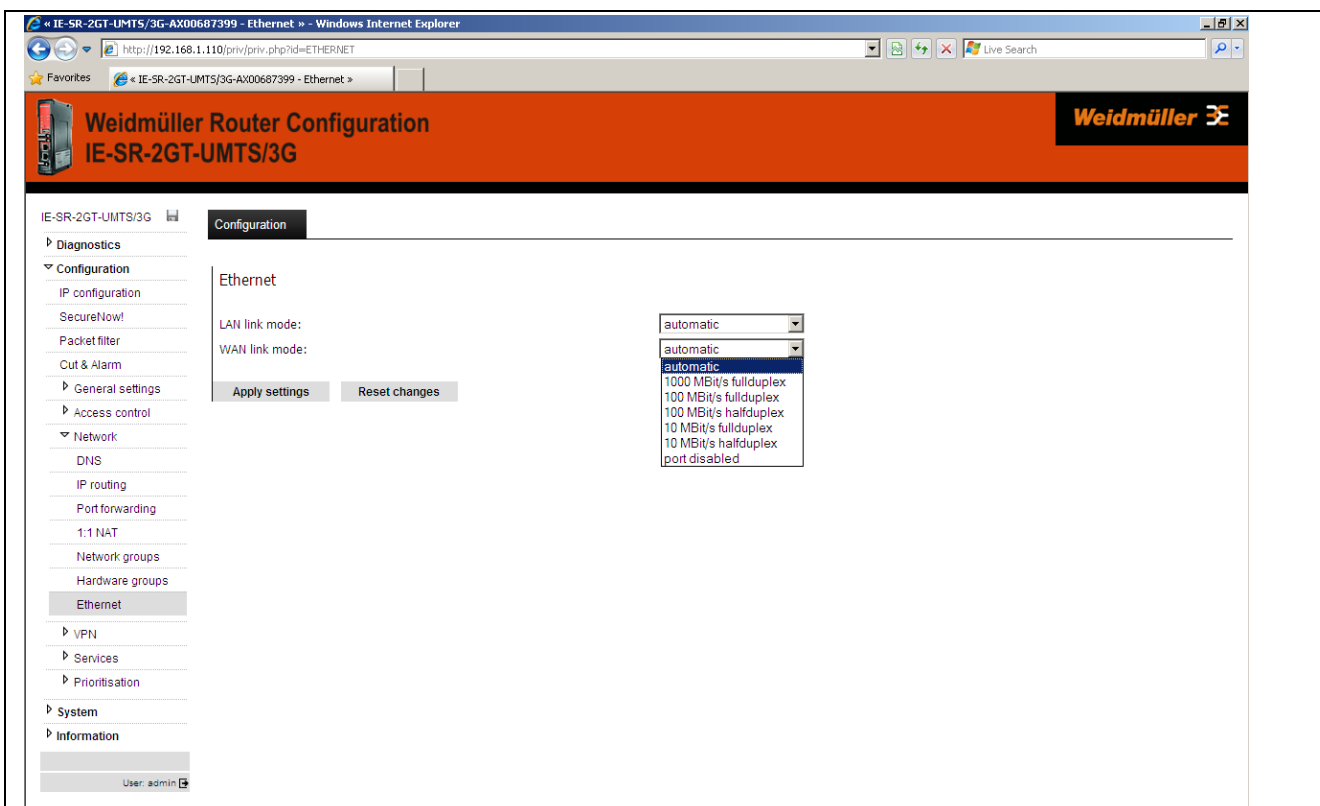 « IE-SR-2GT-UMTS/3G-AX00687399 - Ethernet » - Windows Internet Explorer
http://192.168.1.110/priv/priv.php?id=ETHERNET
Live Search
Favorites
« IE-SR-2GT-UMTS/3G-AX00687399 - Ethernet »
Weidmüller Router Configuration
IE-SR-2GT-UMTS/3G
Weidmüller
IE-SR-2GT-UMTS/3G
Diagnostics
Configuration
IP configuration
SecureNow!
Packet filter
Cut & Alarm
General settings
Access control
Network
DNS
IP routing
Port forwarding
1:1 NAT
Network groups
Hardware groups
Ethernet
VPN
Services
Prioritisation
System
Information
User: admin
Configuration
Ethernet
LAN link mode:
automatic
WAN link mode:
automatic
automatic
1000 MBit/s fullduplex
100 MBit/s fullduplex
100 MBit/s halfduplex
10 MBit/s fullduplex
10 MBit/s halfduplex
port disabled
Apply settings
Reset changes